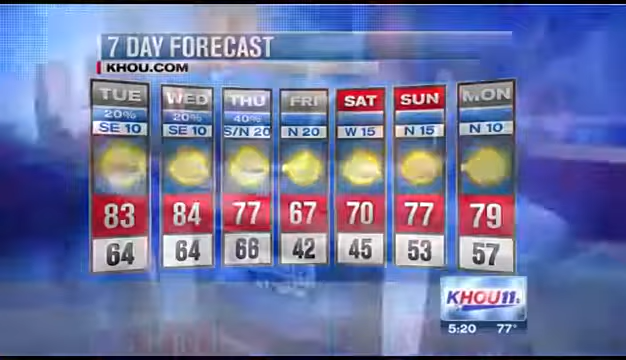 7 DAY FORECAST
KHOU.COM
TUE WED THU FRI SAT SUN MON
20% 20% 40%
SE 10 SE 10 S/N 20 N 20 W 15 N 15 N 10
83 84 77 67 70 77 79
64 64 66 42 45 53 57
KHOU11.
5:20 77°